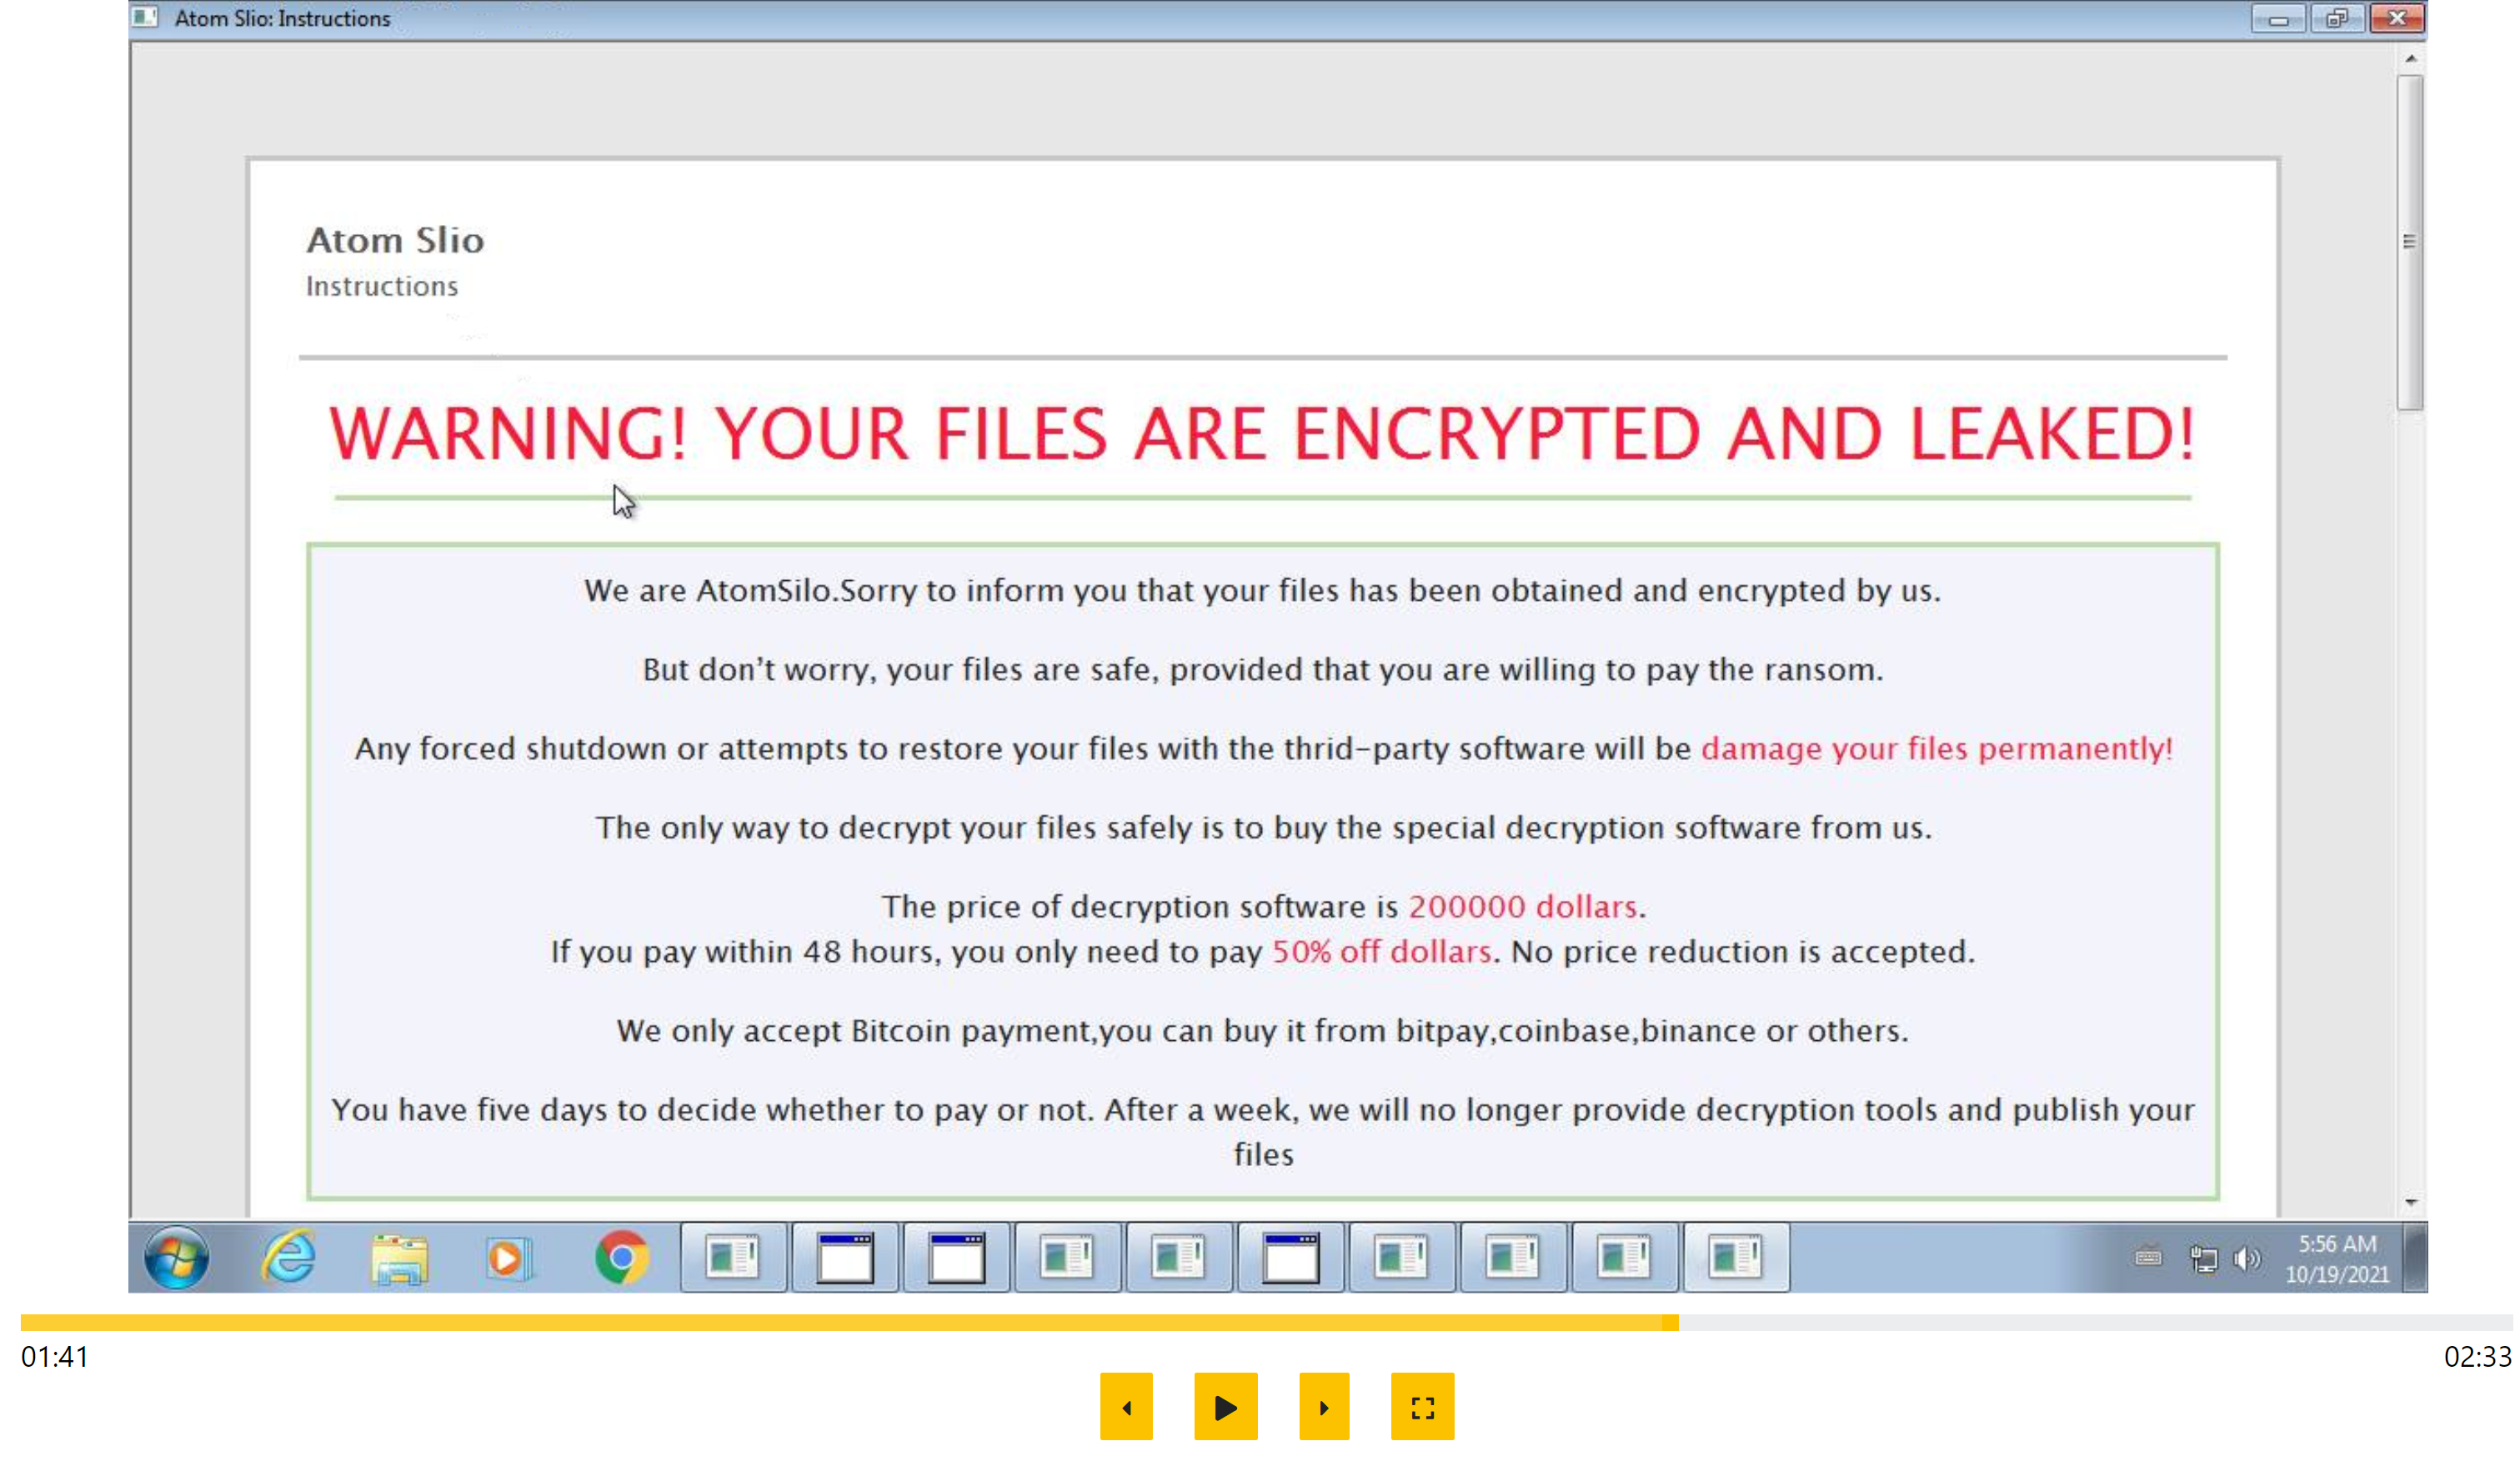 Atom Slio: Instructions
Atom Slio
Instructions
WARNING! YOUR FILES ARE ENCRYPTED AND LEAKED!
We are AtomSilo.Sorry to inform you that your files has been obtained and encrypted by us.
But don’t worry, your files are safe, provided that you are willing to pay the ransom.
Any forced shutdown or attempts to restore your files with the thrid-party software will be damage your files permanently!
The only way to decrypt your files safely is to buy the special decryption software from us.
The price of decryption software is 200000 dollars.
If you pay within 48 hours, you only need to pay 50% off dollars. No price reduction is accepted.
We only accept Bitcoin payment,you can buy it from bitpay,coinbase,binance or others.
You have five days to decide whether to pay or not. After a week, we will no longer provide decryption tools and publish your
files
5:56 AM
10/19/2021
01:41
02:33